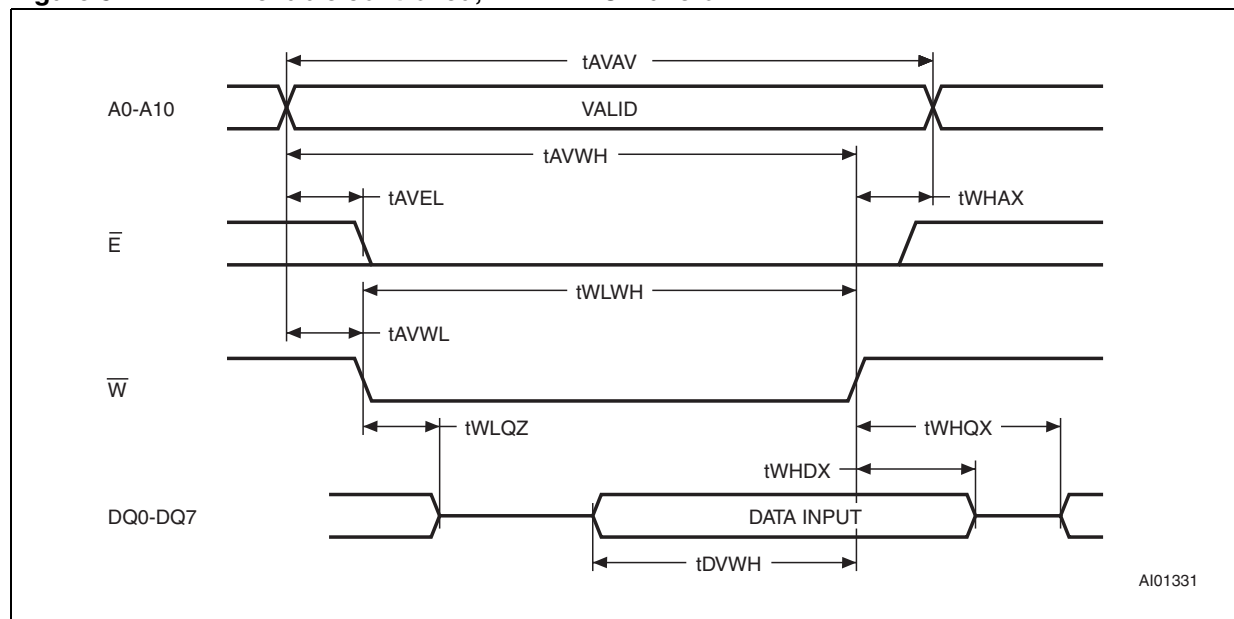 tAVAV
A0-A10 VALID
tAVWH
tAVEL tWHAX
E̅
tWLWH
tAVWL
W̅
tWLQZ tWHQX
tWHDX
DQ0-DQ7 DATA INPUT
tDVWH
AI01331